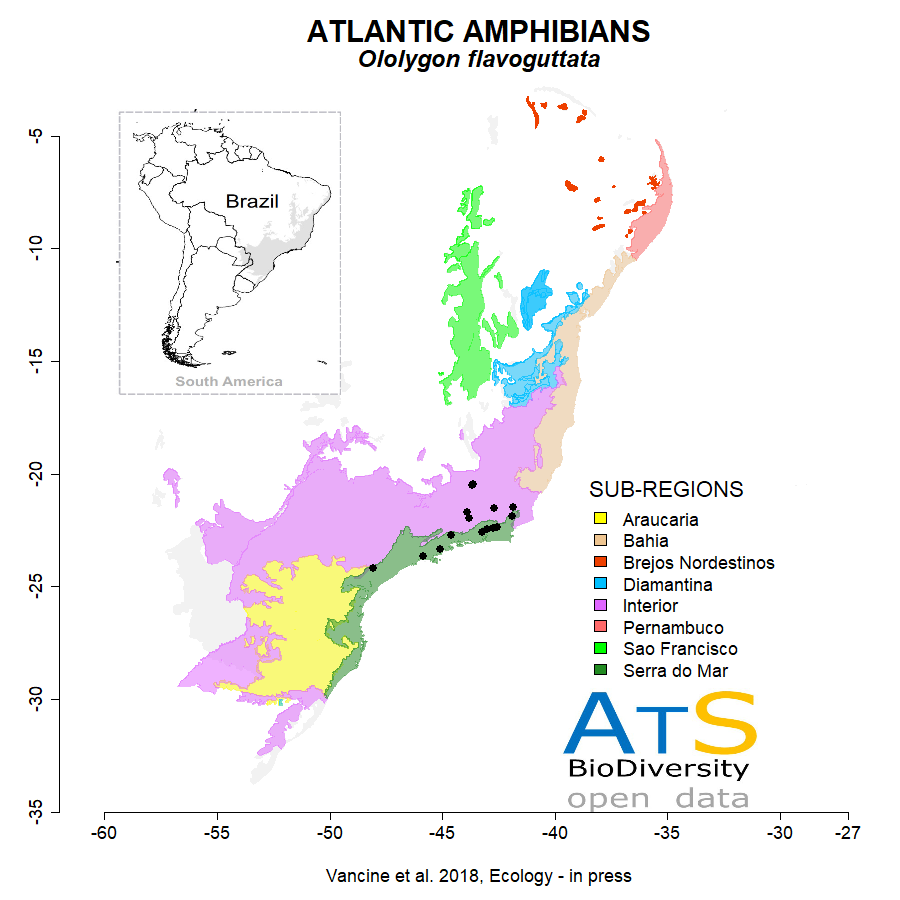 ATLANTIC AMPHIBIANS
Ololygon flavoguttata
-5
-10
-15
-20
-25
-30
-35
Brazil
South America
SUB-REGIONS
Araucaria
Bahia
Brejos Nordestinos
Diamantina
Interior
Pernambuco
Sao Francisco
Serra do Mar
ATS
BioDiversity
open data
-60 -55 -50 -45 -40 -35 -30 -27
Vancine et al. 2018, Ecology - in press